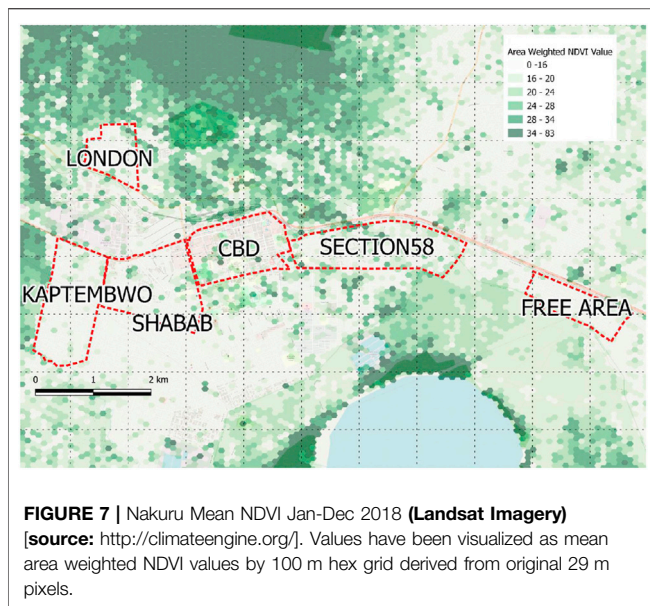 Area Weighted NDVI Value
0 -16
16 - 20
20 - 24
24 - 28
28 - 34
34 - 83
LONDON
CBD
SECTION58
KAPTEMBWO
SHABAB
FREE AREA
0 1 2 km
FIGURE 7 | Nakuru Mean NDVI Jan-Dec 2018 (Landsat Imagery)
[source: http://climateengine.org/]. Values have been visualized as mean
area weighted NDVI values by 100 m hex grid derived from original 29 m
pixels.